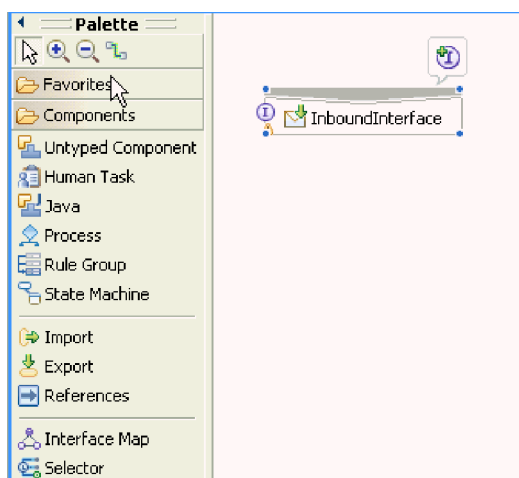 Palette
Favorites
Components
Untyped Component
Human Task
Java
Process
Rule Group
State Machine
Import
Export
References
Interface Map
Selector
InboundInterface